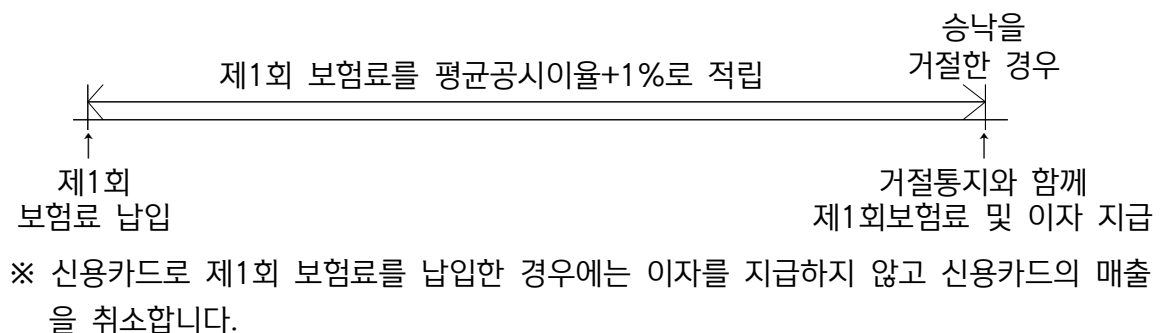 승낙을
거절한 경우
제1회 보험료를 평균공시이율+1%로 적립
제1회
보험료 납입
거절통지와 함께
제1회보험료 및 이자 지급
※ 신용카드로 제1회 보험료를 납입한 경우에는 이자를 지급하지 않고 신용카드의 매출
을 취소합니다.